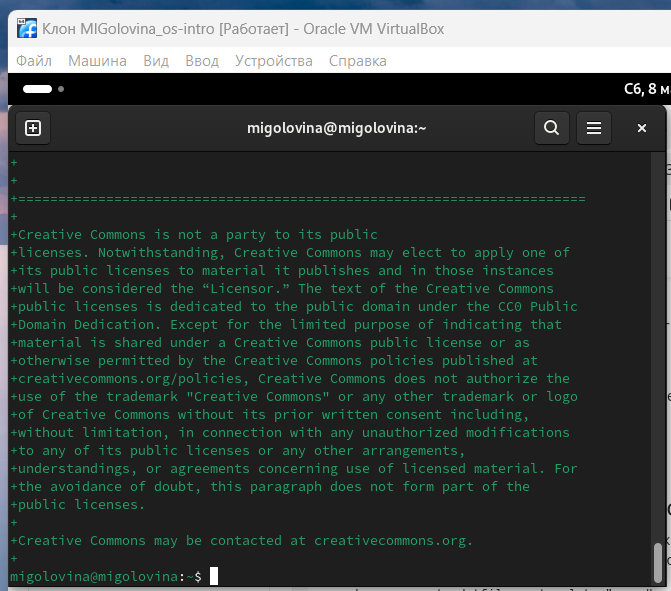 Клон MIGolovina_os-intro [Работает] - Oracle VM VirtualBox
Файл Машина Вид Ввод Устройства Справка
Сб, 8 м
migolovina@migolovina:~
+
+
+======================================================================
+
+Creative Commons is not a party to its public
+licenses. Notwithstanding, Creative Commons may elect to apply one of
+its public licenses to material it publishes and in those instances
+will be considered the “Licensor.” The text of the Creative Commons
+public licenses is dedicated to the public domain under the CC0 Public
+Domain Dedication. Except for the limited purpose of indicating that
+material is shared under a Creative Commons public license or as
+otherwise permitted by the Creative Commons policies published at
+creativecommons.org/policies, Creative Commons does not authorize the
+use of the trademark "Creative Commons" or any other trademark or logo
+of Creative Commons without its prior written consent including,
+without limitation, in connection with any unauthorized modifications
+to any of its public licenses or any other arrangements,
+understandings, or agreements concerning use of licensed material. For
+the avoidance of doubt, this paragraph does not form part of the
+public licenses.
+
+Creative Commons may be contacted at creativecommons.org.
+
migolovina@migolovina:~$